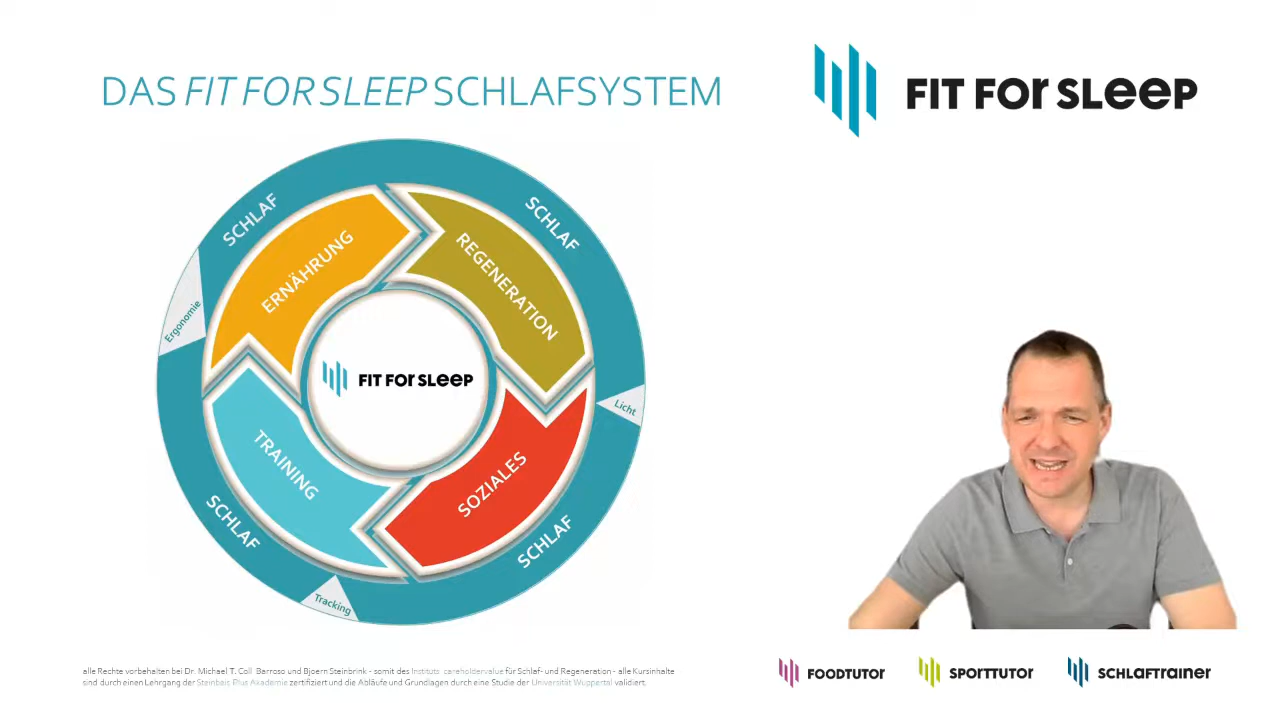 DAS FIT FOR SLEEP SCHLAFSYSTEM
FIT FOR SLEEP
SCHLAF
SCHLAF
ERNÄHRUNG
REGENERATION
Ergonomie
FIT FOR SLEEP
Licht
TRAINING
SOZIALES
SCHLAF
SCHLAF
Tracking
alle Rechte vorbehalten bei Dr. Michael T. Coll Barroso und Bjoern Steinbrink - somit des Instituts careholdervalue für Schlaf- und Regeneration - alle Kursinhalte
sind durch einen Lehrgang der Steinbeis Plus Akademie zertifiziert und die Abläufe und Grundlagen durch eine Studie der Universität Wuppertal validiert.
FOODTUTOR
SPORTTUTOR
SCHLAFTRAINER